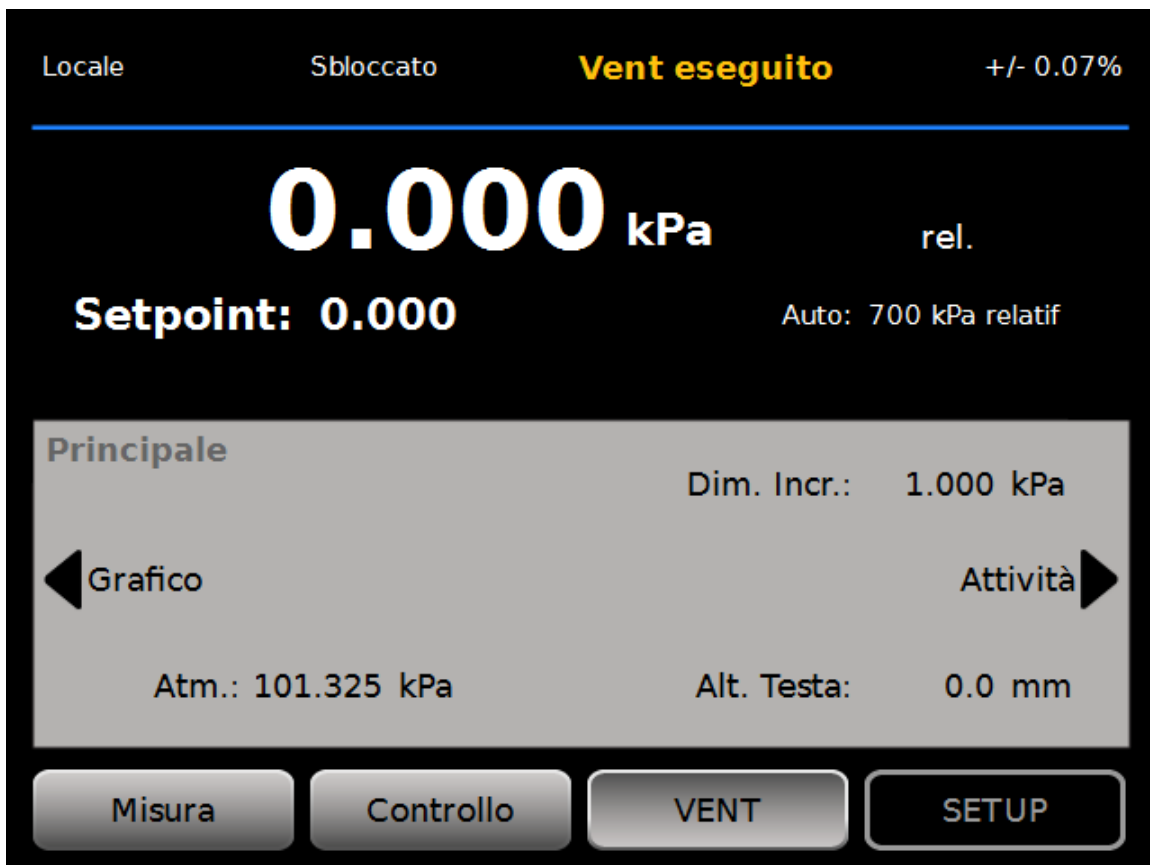 Locale Sbloccato Vent eseguito +/- 0.07%
0.000 kPa rel.
Setpoint: 0.000 Auto: 700 kPa relatif
Principale
Dim. Incr.: 1.000 kPa
Grafico Attività
Atm.: 101.325 kPa Alt. Testa: 0.0 mm
Misura Controllo VENT SETUP